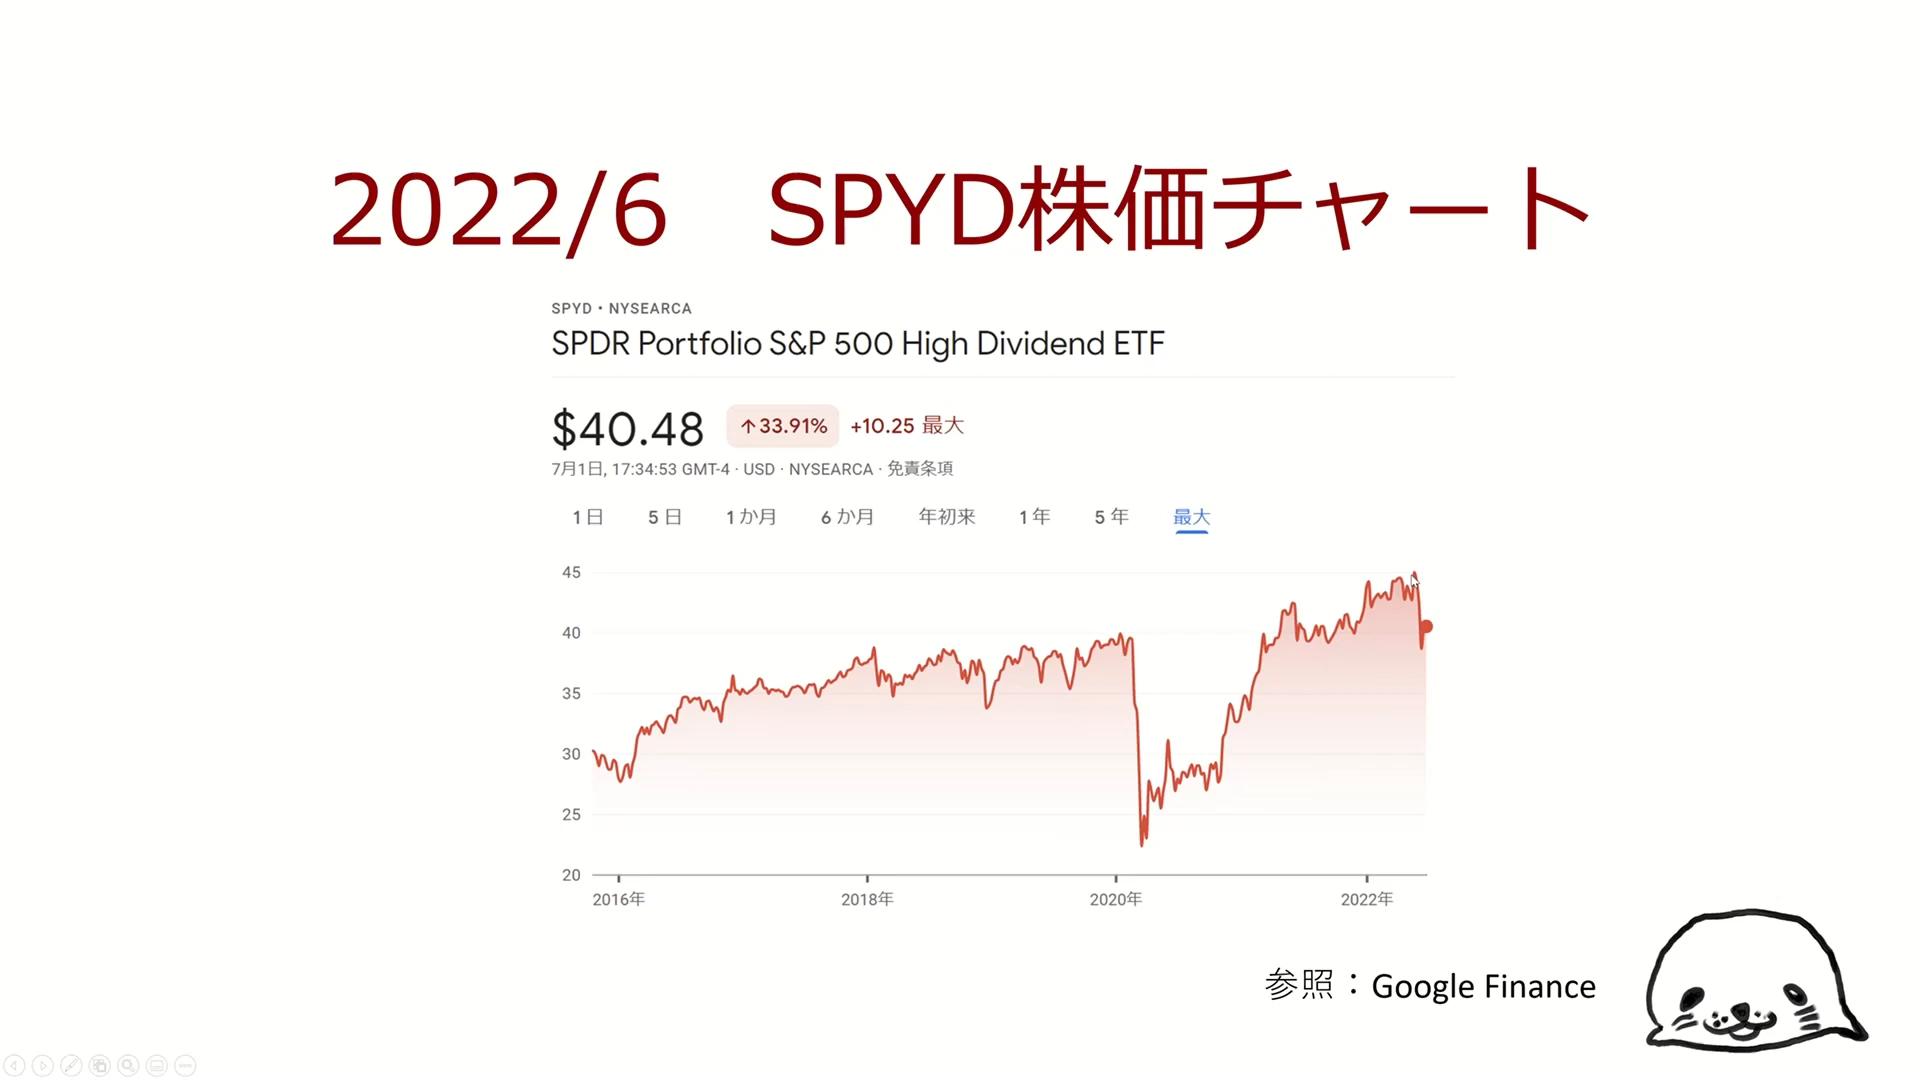 2022/6　SPYD株価チャート
SPYD • NYSEARCA
SPDR Portfolio S&P 500 High Dividend ETF
$40.48 ↑33.91% +10.25 最大
7月1日, 17:34:53 GMT-4 · USD · NYSEARCA · 免責条項
1日 5日 1か月 6か月 年初来 1年 5年 最大
45
40
35
30
25
20
2016年 2018年 2020年 2022年
参照：Google Finance